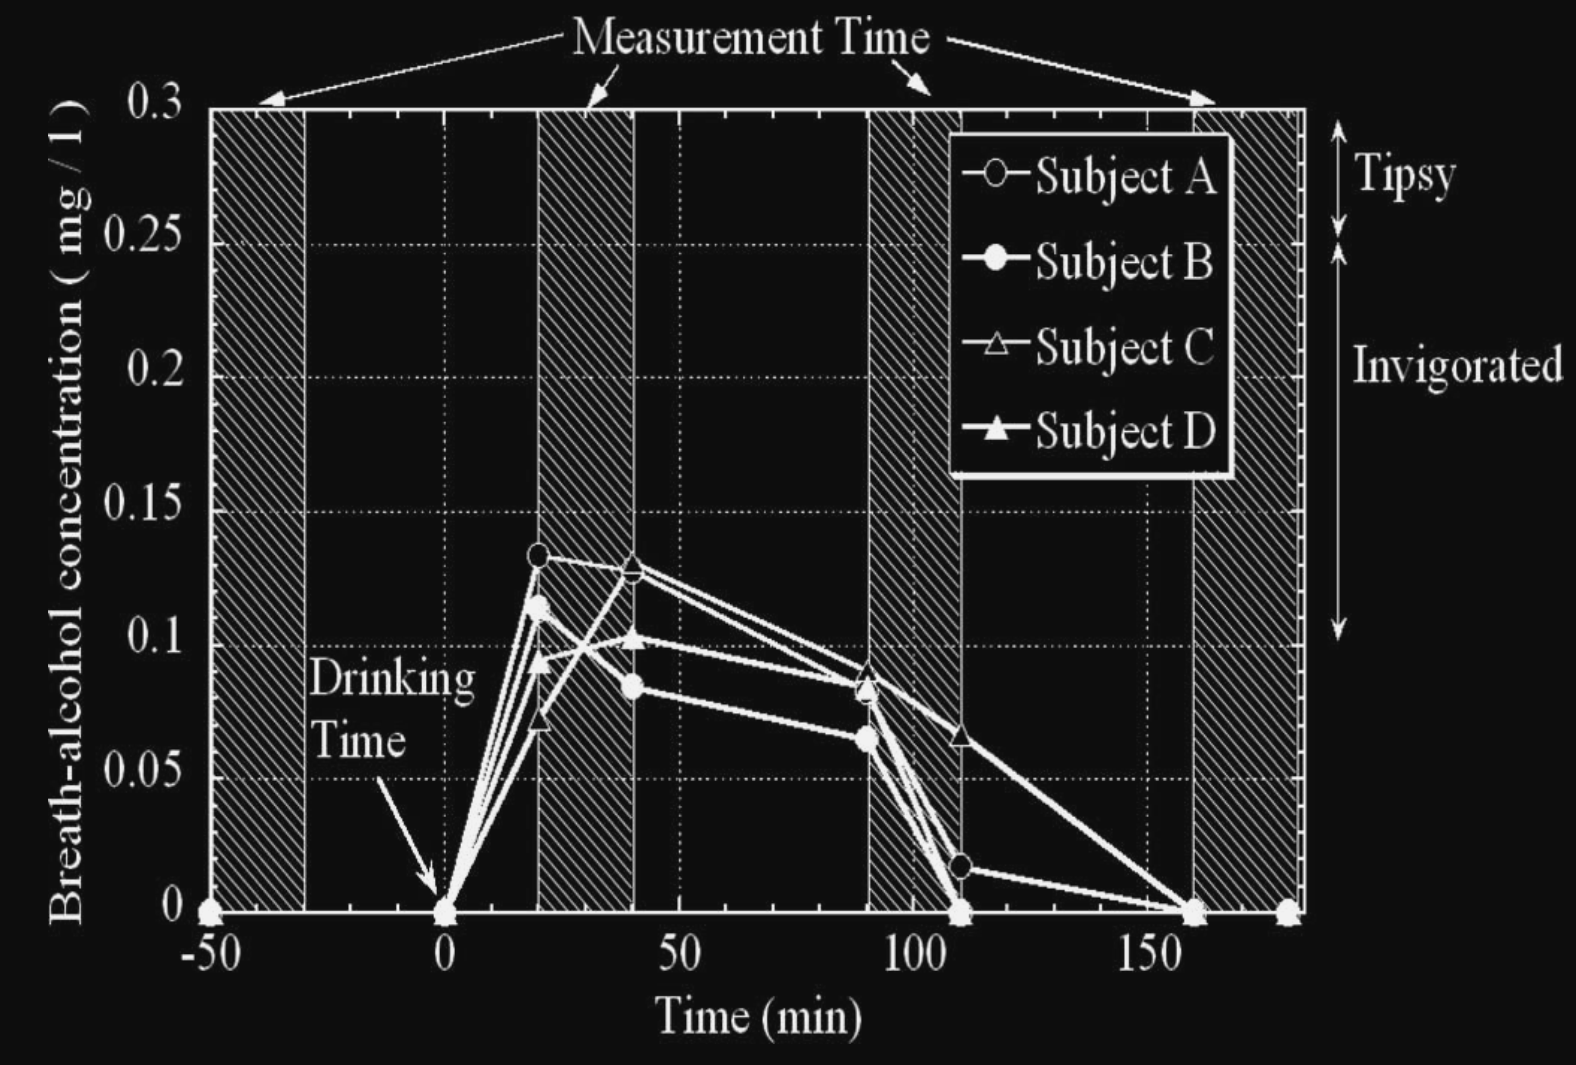 Measurement Time
0.3
0.25
0.2
0.15
0.1
0.05
0
Breath-alcohol concentration ( mg / l )
Subject A
Subject B
Subject C
Subject D
Tipsy
Invigorated
Drinking
Time
-50
0
50
100
150
Time (min)